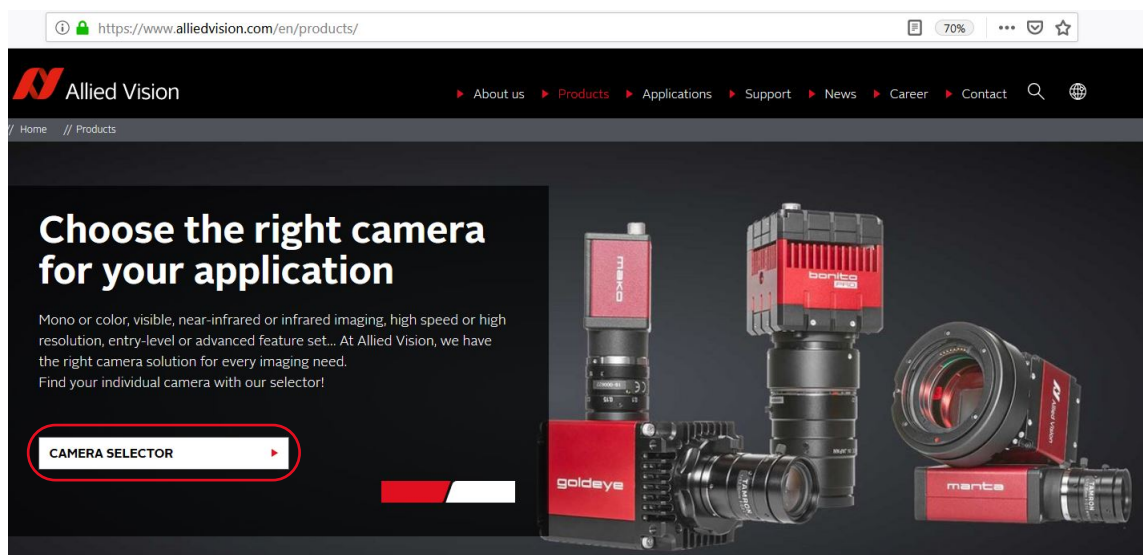 https://www.alliedvision.com/en/products/
70%
Allied Vision
About us Products Applications Support News Career Contact
// Home // Products
Choose the right camera
for your application
Mono or color, visible, near-infrared or infrared imaging, high speed or high
resolution, entry-level or advanced feature set... At Allied Vision, we have
the right camera solution for every imaging need.
Find your individual camera with our selector!
CAMERA SELECTOR
mako
bonito
PRO
goldeye
TAMRON
Allied Vision
manta
TAMRON